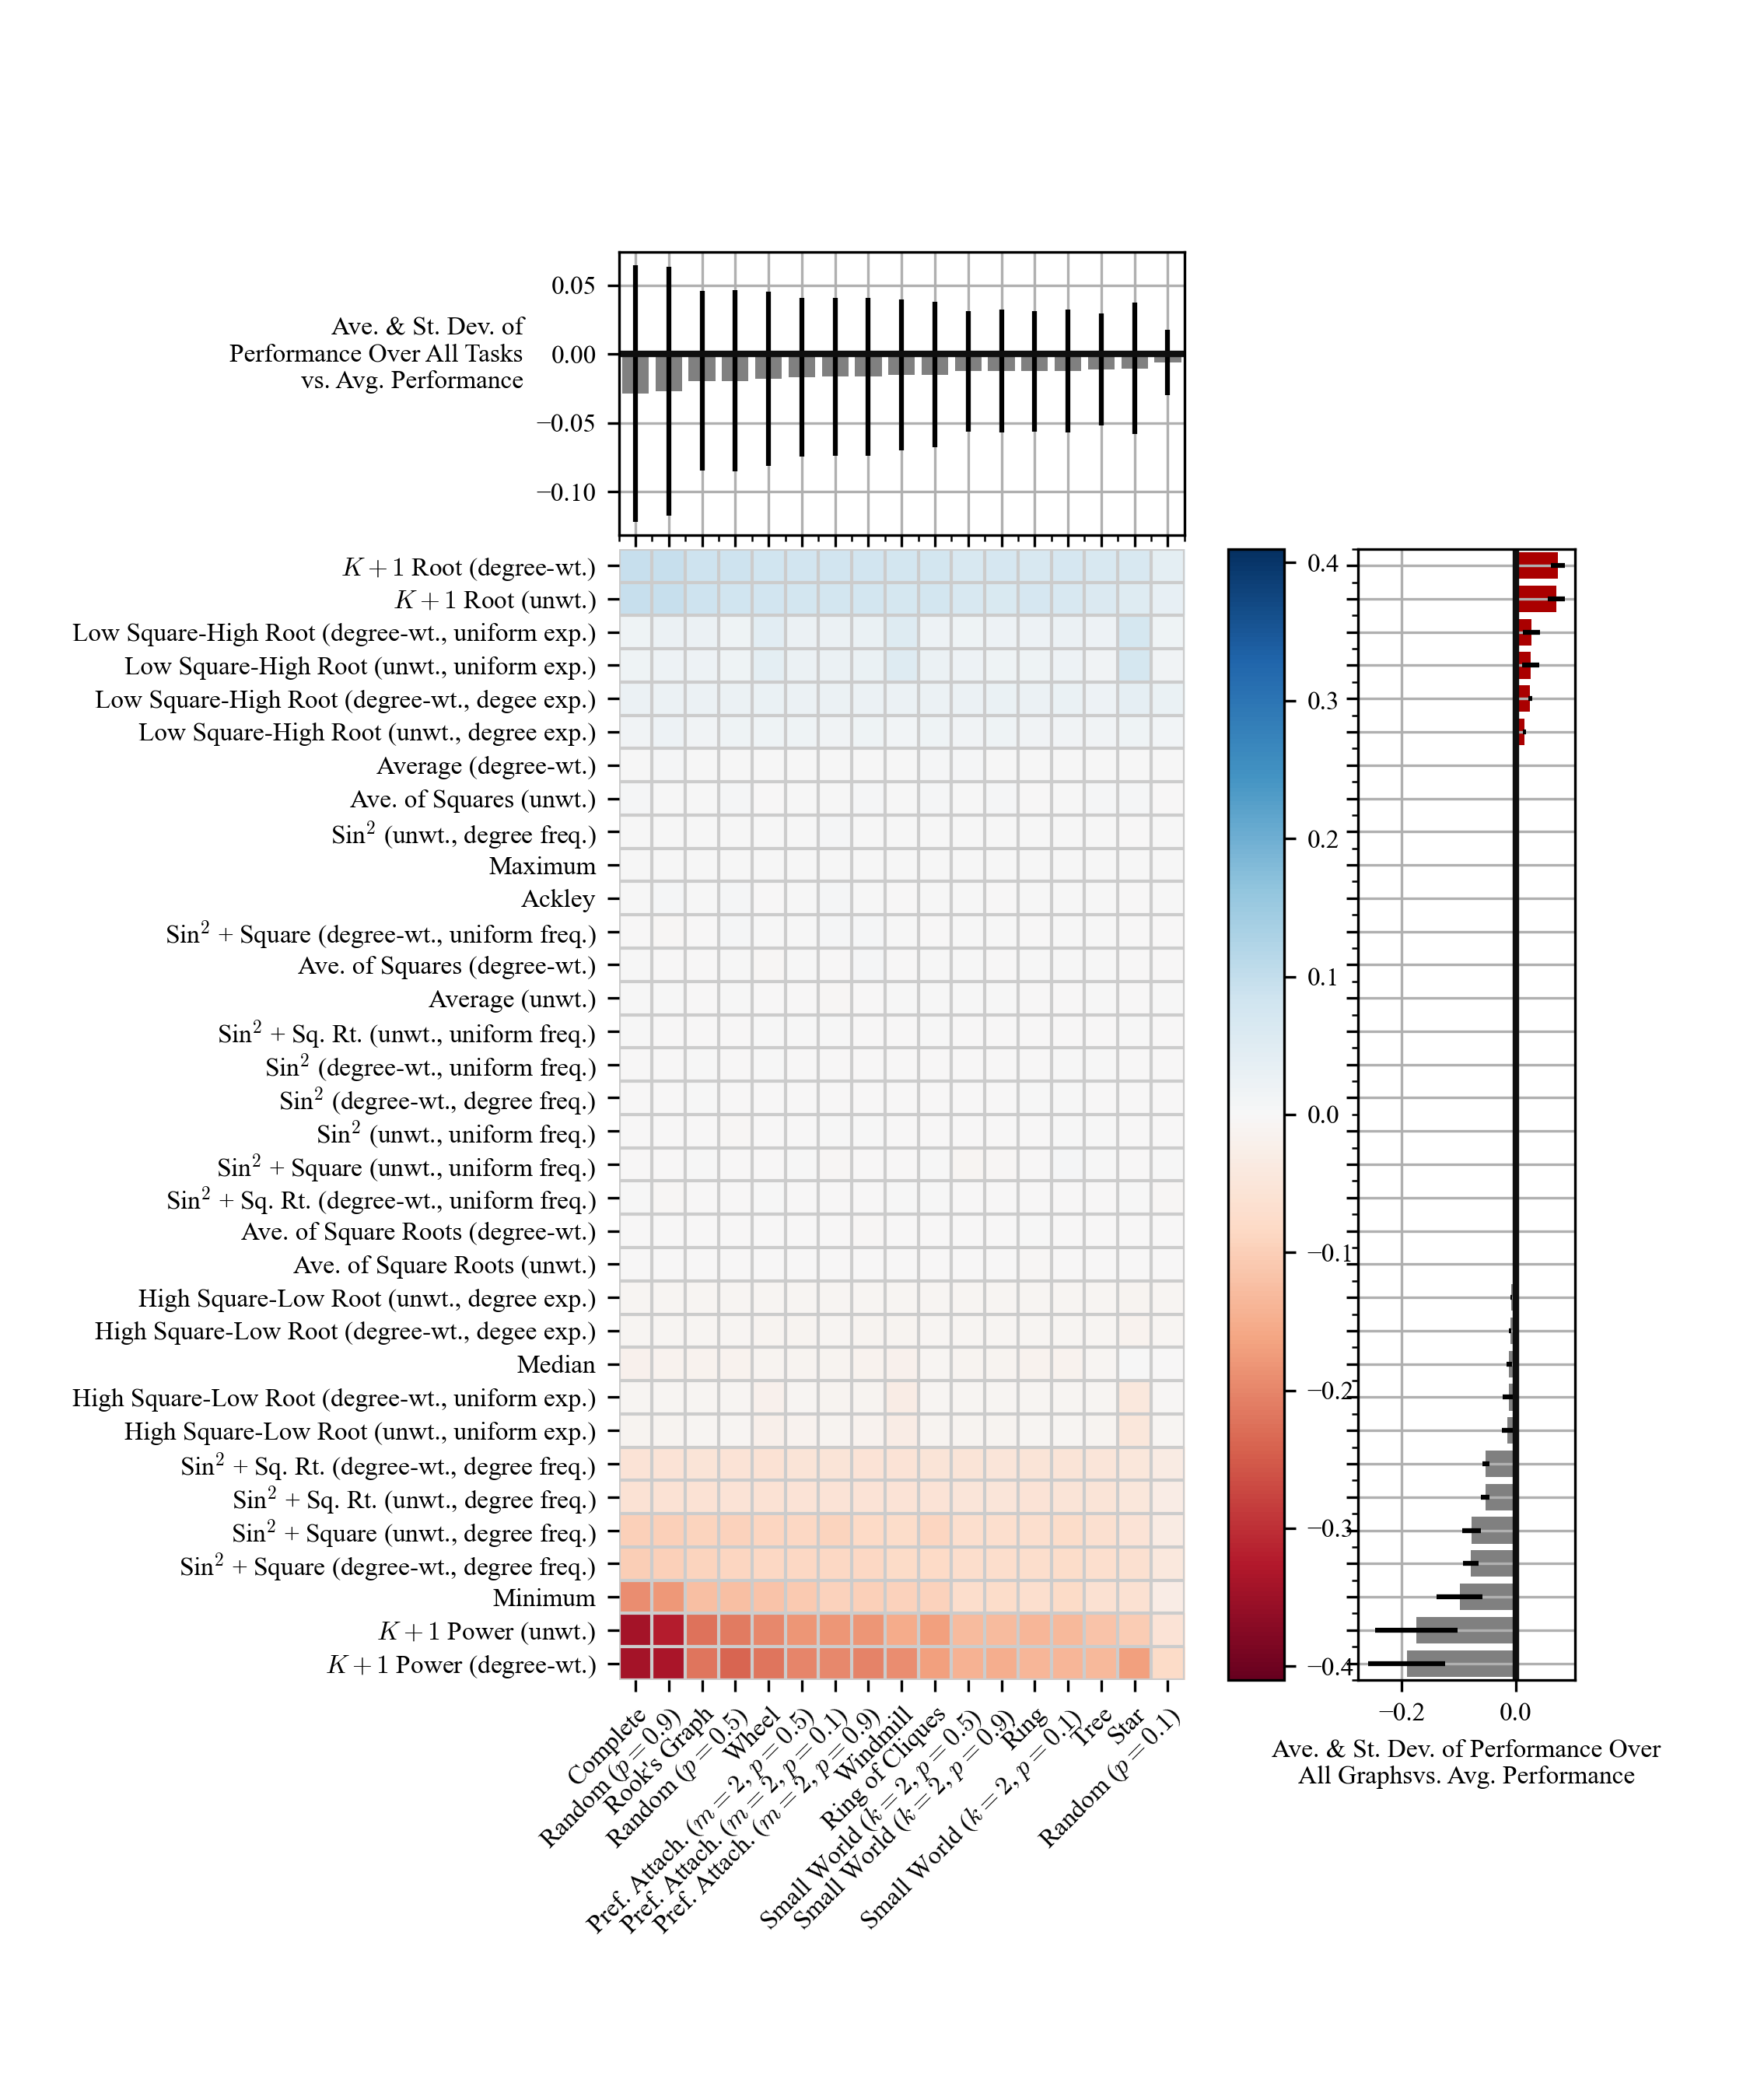 Ave. & St. Dev. of
Performance Over All Tasks
vs. Avg. Performance
0.05
0.00
−0.05
−0.10
K + 1 Root (degree-wt.)
K + 1 Root (unwt.)
Low Square-High Root (degree-wt., uniform exp.)
Low Square-High Root (unwt., uniform exp.)
Low Square-High Root (degree-wt., degee exp.)
Low Square-High Root (unwt., degree exp.)
Average (degree-wt.)
Ave. of Squares (unwt.)
Sin² (unwt., degree freq.)
Maximum
Ackley
Sin² + Square (degree-wt., uniform freq.)
Ave. of Squares (degree-wt.)
Average (unwt.)
Sin² + Sq. Rt. (unwt., uniform freq.)
Sin² (degree-wt., uniform freq.)
Sin² (degree-wt., degree freq.)
Sin² (unwt., uniform freq.)
Sin² + Square (unwt., uniform freq.)
Sin² + Sq. Rt. (degree-wt., uniform freq.)
Ave. of Square Roots (degree-wt.)
Ave. of Square Roots (unwt.)
High Square-Low Root (unwt., degree exp.)
High Square-Low Root (degree-wt., degee exp.)
Median
High Square-Low Root (degree-wt., uniform exp.)
High Square-Low Root (unwt., uniform exp.)
Sin² + Sq. Rt. (degree-wt., degree freq.)
Sin² + Sq. Rt. (unwt., degree freq.)
Sin² + Square (unwt., degree freq.)
Sin² + Square (degree-wt., degree freq.)
Minimum
K + 1 Power (unwt.)
K + 1 Power (degree-wt.)
Complete
Random (p = 0.9)
Rook's Graph
Random (p = 0.5)
Wheel
Pref. Attach. (m = 2, p = 0.5)
Pref. Attach. (m = 2, p = 0.1)
Pref. Attach. (m = 2, p = 0.9)
Windmill
Ring of Cliques
Small World (k = 2, p = 0.5)
Small World (k = 2, p = 0.9)
Ring
Small World (k = 2, p = 0.1)
Tree
Star
Random (p = 0.1)
0.4
0.3
0.2
0.1
0.0
−0.1
−0.2
−0.3
−0.4
−0.2
0.0
Ave. & St. Dev. of Performance Over
All Graphsvs. Avg. Performance